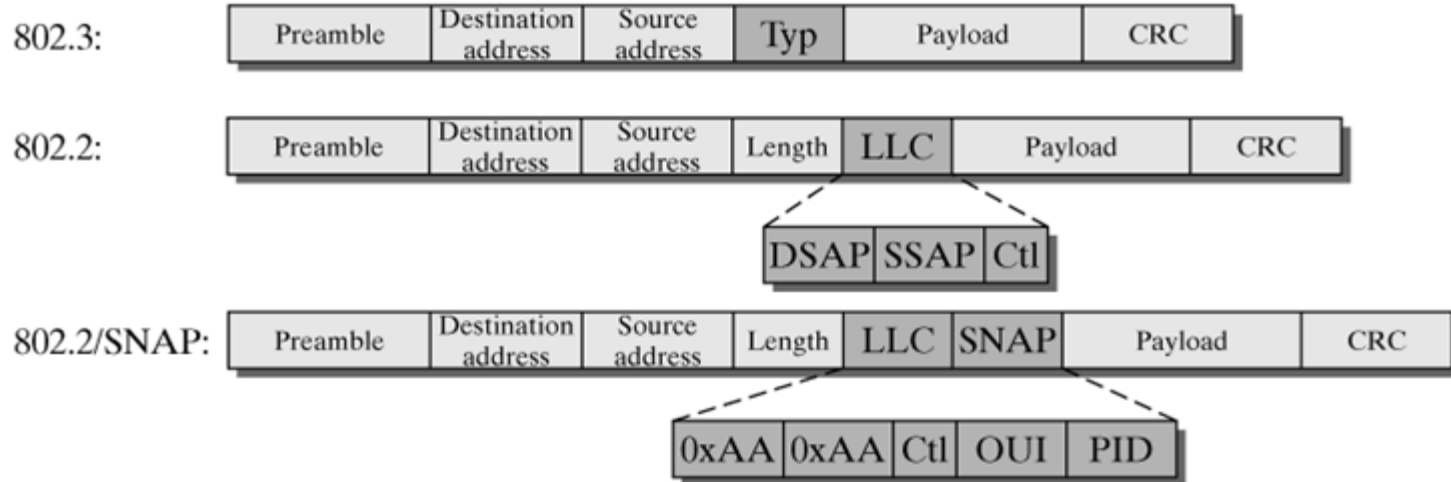 802.3: Preamble Destination address Source address Typ Payload CRC
802.2: Preamble Destination address Source address Length LLC Payload CRC
DSAP SSAP Ctl
802.2/SNAP: Preamble Destination address Source address Length LLC SNAP Payload CRC
0xAA 0xAA Ctl OUI PID